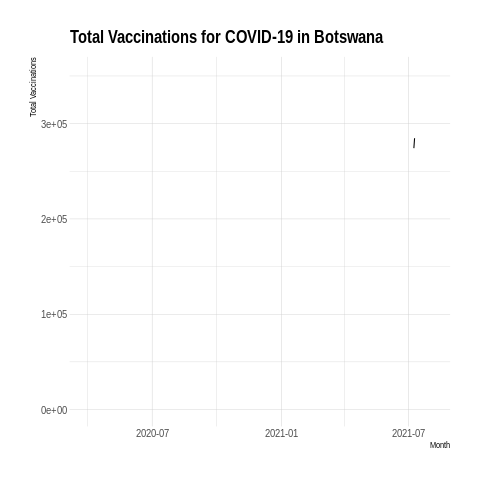 Total Vaccinations for COVID-19 in Botswana
Total Vaccinations
3e+05
2e+05
1e+05
0e+00
2020-07
2021-01
2021-07
Month